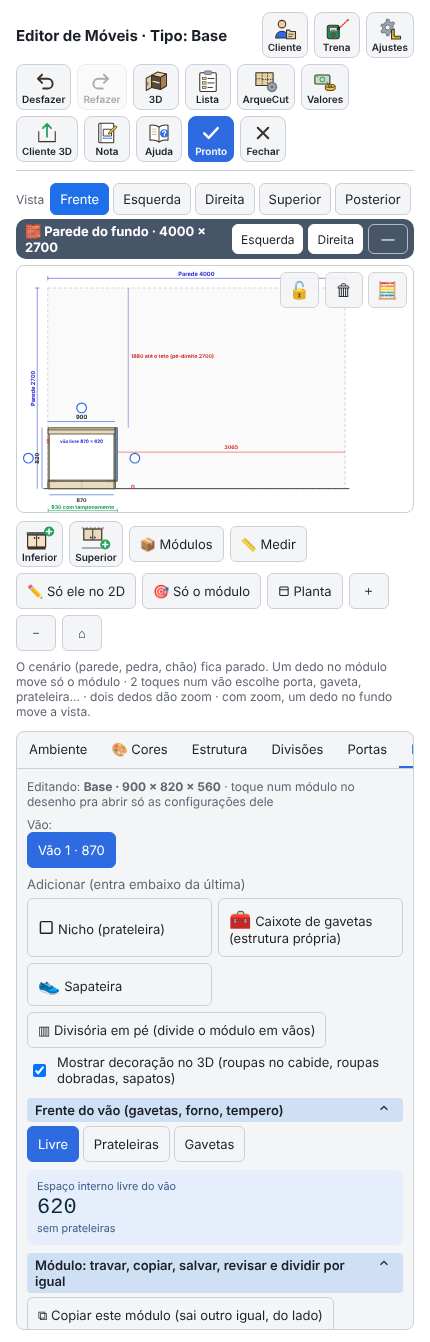 Editor de Móveis · Tipo: Base
Cliente
Trena
Ajustes
Desfazer
Refazer
3D
Lista
ArqueCut
Valores
Cliente 3D
Nota
Ajuda
Pronto
Fechar
Vista
Frente
Esquerda
Direita
Superior
Posterior
🧱 Parede do fundo · 4000 ×
2700
Esquerda
Direita
—
Parede 4000
Parede 2700
1880 até o teto (pé-direito 2700)
900
vão livre 870 × 620
820
3065
0
870
930 com tamponamento
Inferior
Superior
📦 Módulos
📏 Medir
✏️ Só ele no 2D
🎯 Só o módulo
Planta
+
−
⌂
O cenário (parede, pedra, chão) fica parado. Um dedo no módulo
move só o módulo · 2 toques num vão escolhe porta, gaveta,
prateleira... · dois dedos dão zoom · com zoom, um dedo no fundo
move a vista.
Ambiente
🎨 Cores
Estrutura
Divisões
Portas
Editando: Base · 900 × 820 × 560 · toque num módulo no
desenho pra abrir só as configurações dele
Vão:
Vão 1 · 870
Adicionar (entra embaixo da última)
Nicho (prateleira)
🧰 Caixote de gavetas
(estrutura própria)
👟 Sapateira
▥ Divisória em pé (divide o módulo em vãos)
Mostrar decoração no 3D (roupas no cabide, roupas
dobradas, sapatos)
Frente do vão (gavetas, forno, tempero)
Livre
Prateleiras
Gavetas
Espaço interno livre do vão
620
sem prateleiras
Módulo: travar, copiar, salvar, revisar e dividir por
igual
⧉ Copiar este módulo (sai outro igual, do lado)